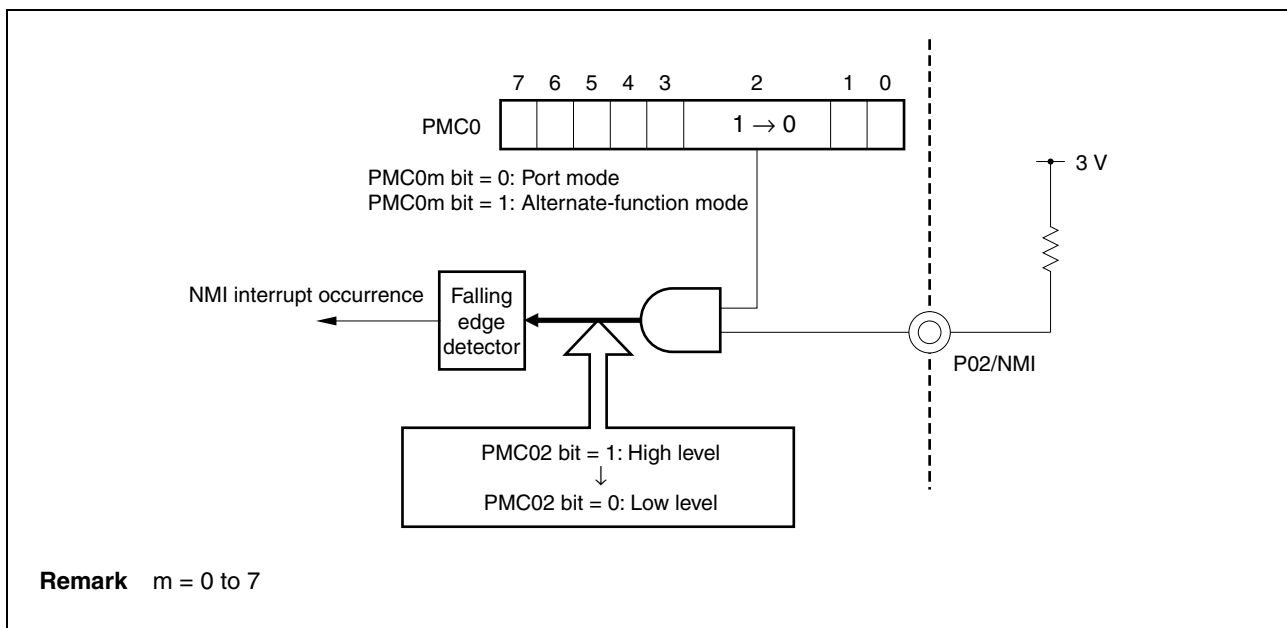 7 6 5 4 3 2 1 0
PMC0 1 → 0
3 V
PMC0m bit = 0: Port mode
PMC0m bit = 1: Alternate-function mode
NMI interrupt occurrence
Falling
edge
detector
P02/NMI
PMC02 bit = 1: High level
↓
PMC02 bit = 0: Low level
Remark m = 0 to 7